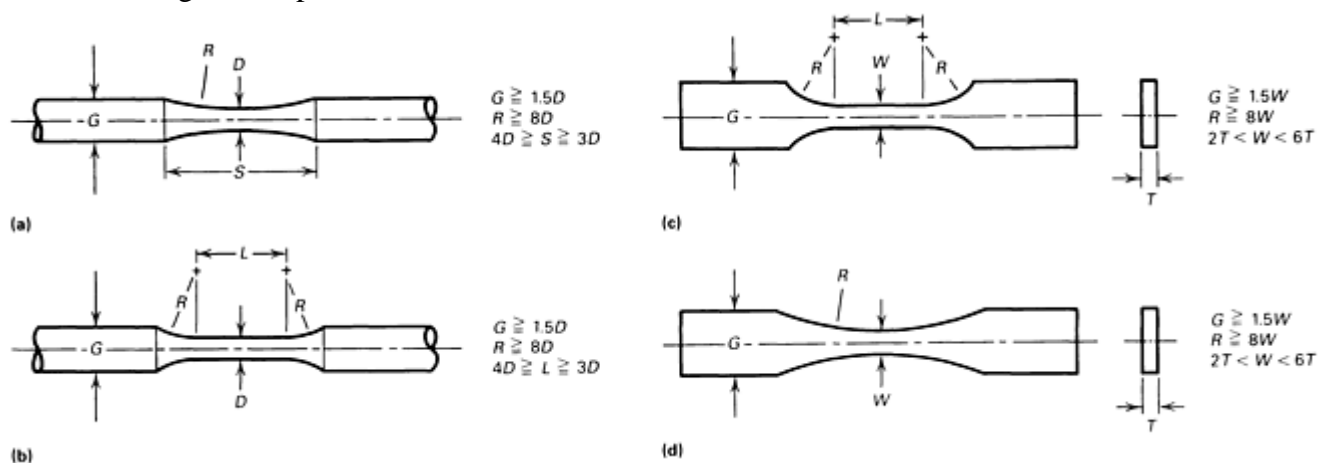 R
D
G
S
G ≧ 1.5D
R ≧ 8D
4D ≧ S ≧ 3D
(a)
L
R
R
G
D
G ≧ 1.5D
R ≧ 8D
4D ≧ L ≧ 3D
(b)
L
R
W
R
G
T
G ≧ 1.5W
R ≧ 8W
2T < W < 6T
(c)
R
G
W
T
G ≧ 1.5W
R ≧ 8W
2T < W < 6T
(d)